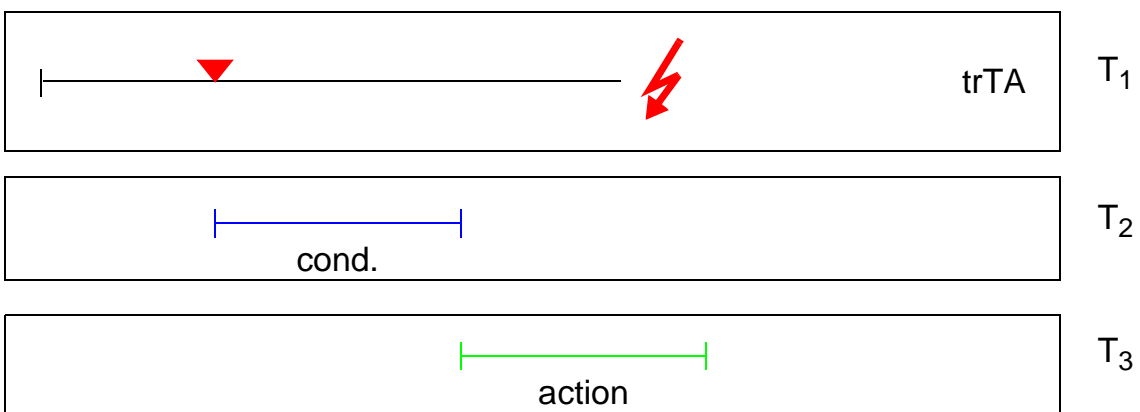 trTA T₁
T₂
cond.
T₃
action